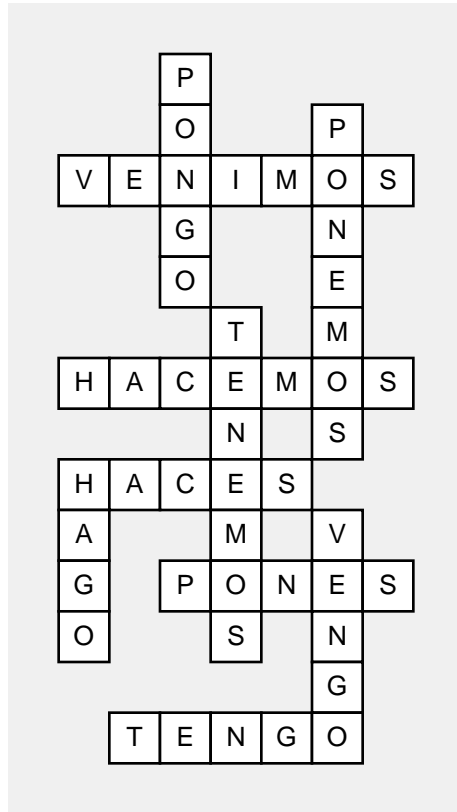 P
O P
V E N I M O S
G N
O E
T M
H A C E M O S
N S
H A C E S
A M V
G P O N E S
O S N
G
T E N G O